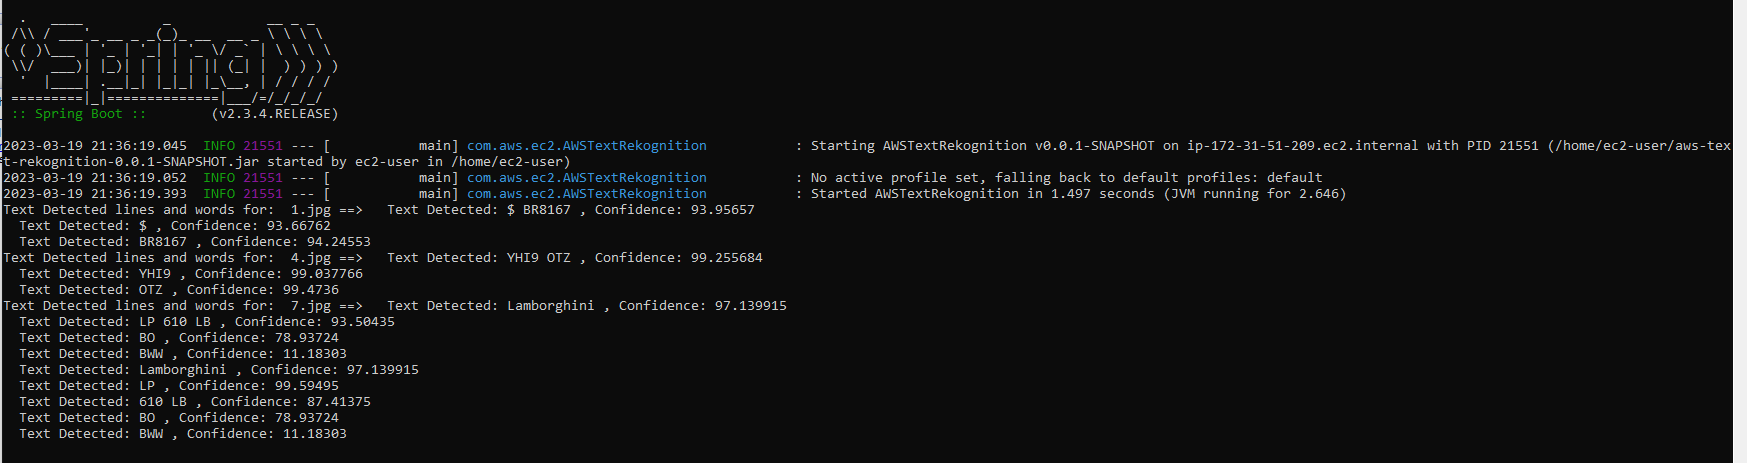 .   ____          _            __ _ _
 /\\ / ___'_ __ _ _(_)_ __  __ _ \ \ \ \
( ( )\___ | '_ | '_| | '_ \/ _` | \ \ \ \
 \\/  ___)| |_)| | | | | || (_| |  ) ) ) )
  '  |____| .__|_| |_|_| |_\__, | / / / /
 =========|_|==============|___/=/_/_/_/
 :: Spring Boot ::        (v2.3.4.RELEASE)
2023-03-19 21:36:19.045  INFO 21551 --- [           main] com.aws.ec2.AWSTextRekognition           : Starting AWSTextRekognition v0.0.1-SNAPSHOT on ip-172-31-51-209.ec2.internal with PID 21551 (/home/ec2-user/aws-tex
t-rekognition-0.0.1-SNAPSHOT.jar started by ec2-user in /home/ec2-user)
2023-03-19 21:36:19.052  INFO 21551 --- [           main] com.aws.ec2.AWSTextRekognition           : No active profile set, falling back to default profiles: default
2023-03-19 21:36:19.393  INFO 21551 --- [           main] com.aws.ec2.AWSTextRekognition           : Started AWSTextRekognition in 1.497 seconds (JVM running for 2.646)
Text Detected lines and words for:  1.jpg ==>   Text Detected: $ BR8167 , Confidence: 93.95657
  Text Detected: $ , Confidence: 93.66762
  Text Detected: BR8167 , Confidence: 94.24553
Text Detected lines and words for:  4.jpg ==>   Text Detected: YHI9 OTZ , Confidence: 99.255684
  Text Detected: YHI9 , Confidence: 99.037766
  Text Detected: OTZ , Confidence: 99.4736
Text Detected lines and words for:  7.jpg ==>   Text Detected: Lamborghini , Confidence: 97.139915
  Text Detected: LP 610 LB , Confidence: 93.50435
  Text Detected: BO , Confidence: 78.93724
  Text Detected: BWW , Confidence: 11.18303
  Text Detected: Lamborghini , Confidence: 97.139915
  Text Detected: LP , Confidence: 99.59495
  Text Detected: 610 LB , Confidence: 87.41375
  Text Detected: BO , Confidence: 78.93724
  Text Detected: BWW , Confidence: 11.18303